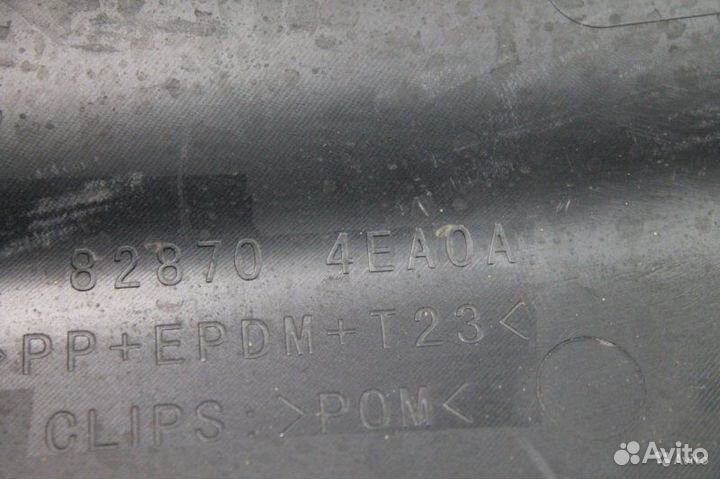 82870 4EA0A
>PP+EPDM+T23<
CLIPS: >POM<
Avito